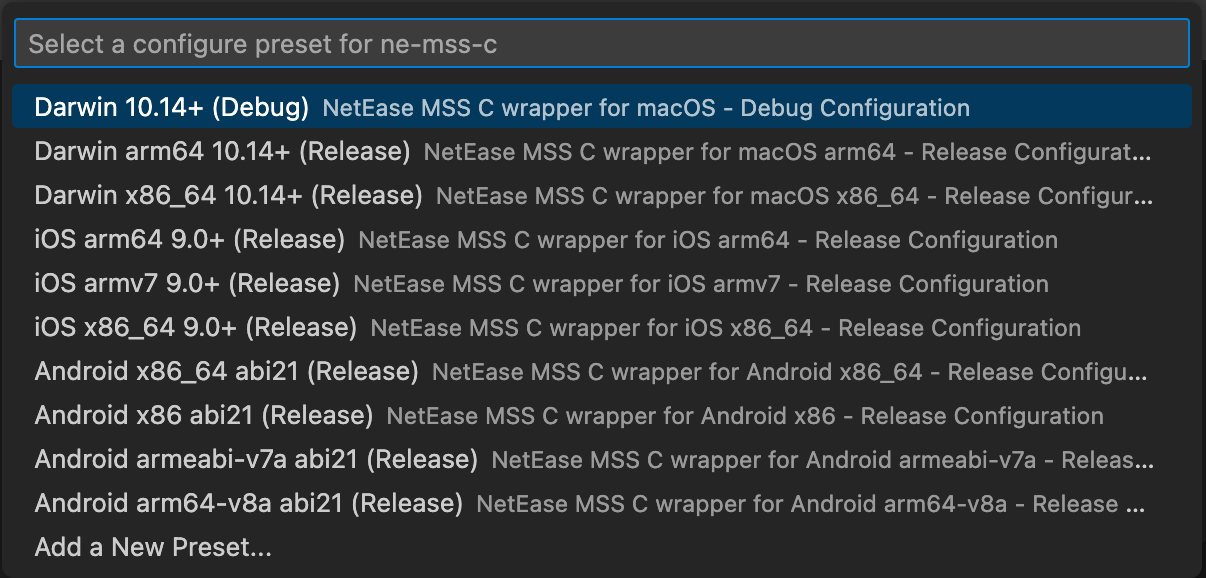 Select a configure preset for ne-mss-c
Darwin 10.14+ (Debug) NetEase MSS C wrapper for macOS - Debug Configuration
Darwin arm64 10.14+ (Release) NetEase MSS C wrapper for macOS arm64 - Release Configurat...
Darwin x86_64 10.14+ (Release) NetEase MSS C wrapper for macOS x86_64 - Release Configur...
iOS arm64 9.0+ (Release) NetEase MSS C wrapper for iOS arm64 - Release Configuration
iOS armv7 9.0+ (Release) NetEase MSS C wrapper for iOS armv7 - Release Configuration
iOS x86_64 9.0+ (Release) NetEase MSS C wrapper for iOS x86_64 - Release Configuration
Android x86_64 abi21 (Release) NetEase MSS C wrapper for Android x86_64 - Release Configu...
Android x86 abi21 (Release) NetEase MSS C wrapper for Android x86 - Release Configuration
Android armeabi-v7a abi21 (Release) NetEase MSS C wrapper for Android armeabi-v7a - Releas...
Android arm64-v8a abi21 (Release) NetEase MSS C wrapper for Android arm64-v8a - Release ...
Add a New Preset...